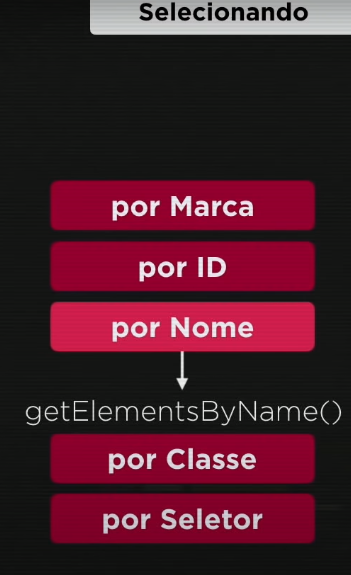 Selecionando
por Marca
por ID
por Nome
getElementsByName()
por Classe
por Seletor